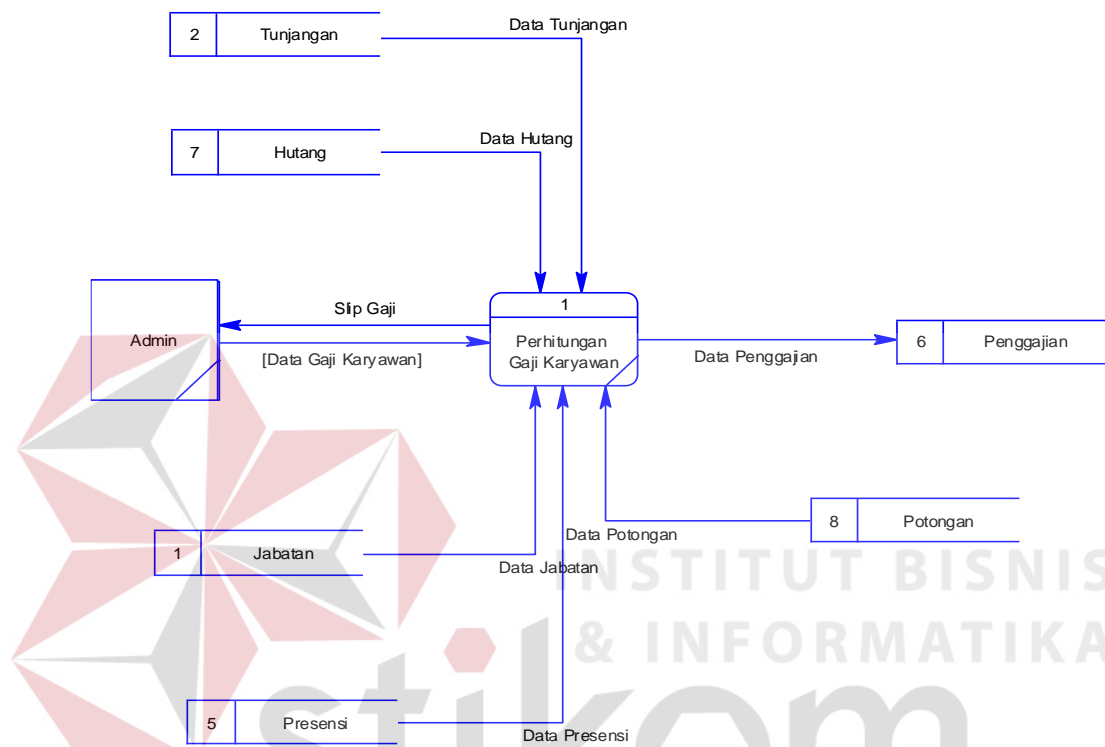 2 Tunjangan
Data Tunjangan
7 Hutang
Data Hutang
Admin
Slip Gaji
[Data Gaji Karyawan]
1
Perhitungan
Gaji Karyawan
Data Penggajian
6 Penggajian
1 Jabatan
Data Jabatan
Data Potongan
8 Potongan
5 Presensi
Data Presensi
INSTITUT BISNIS
& INFORMATIKA
stikom